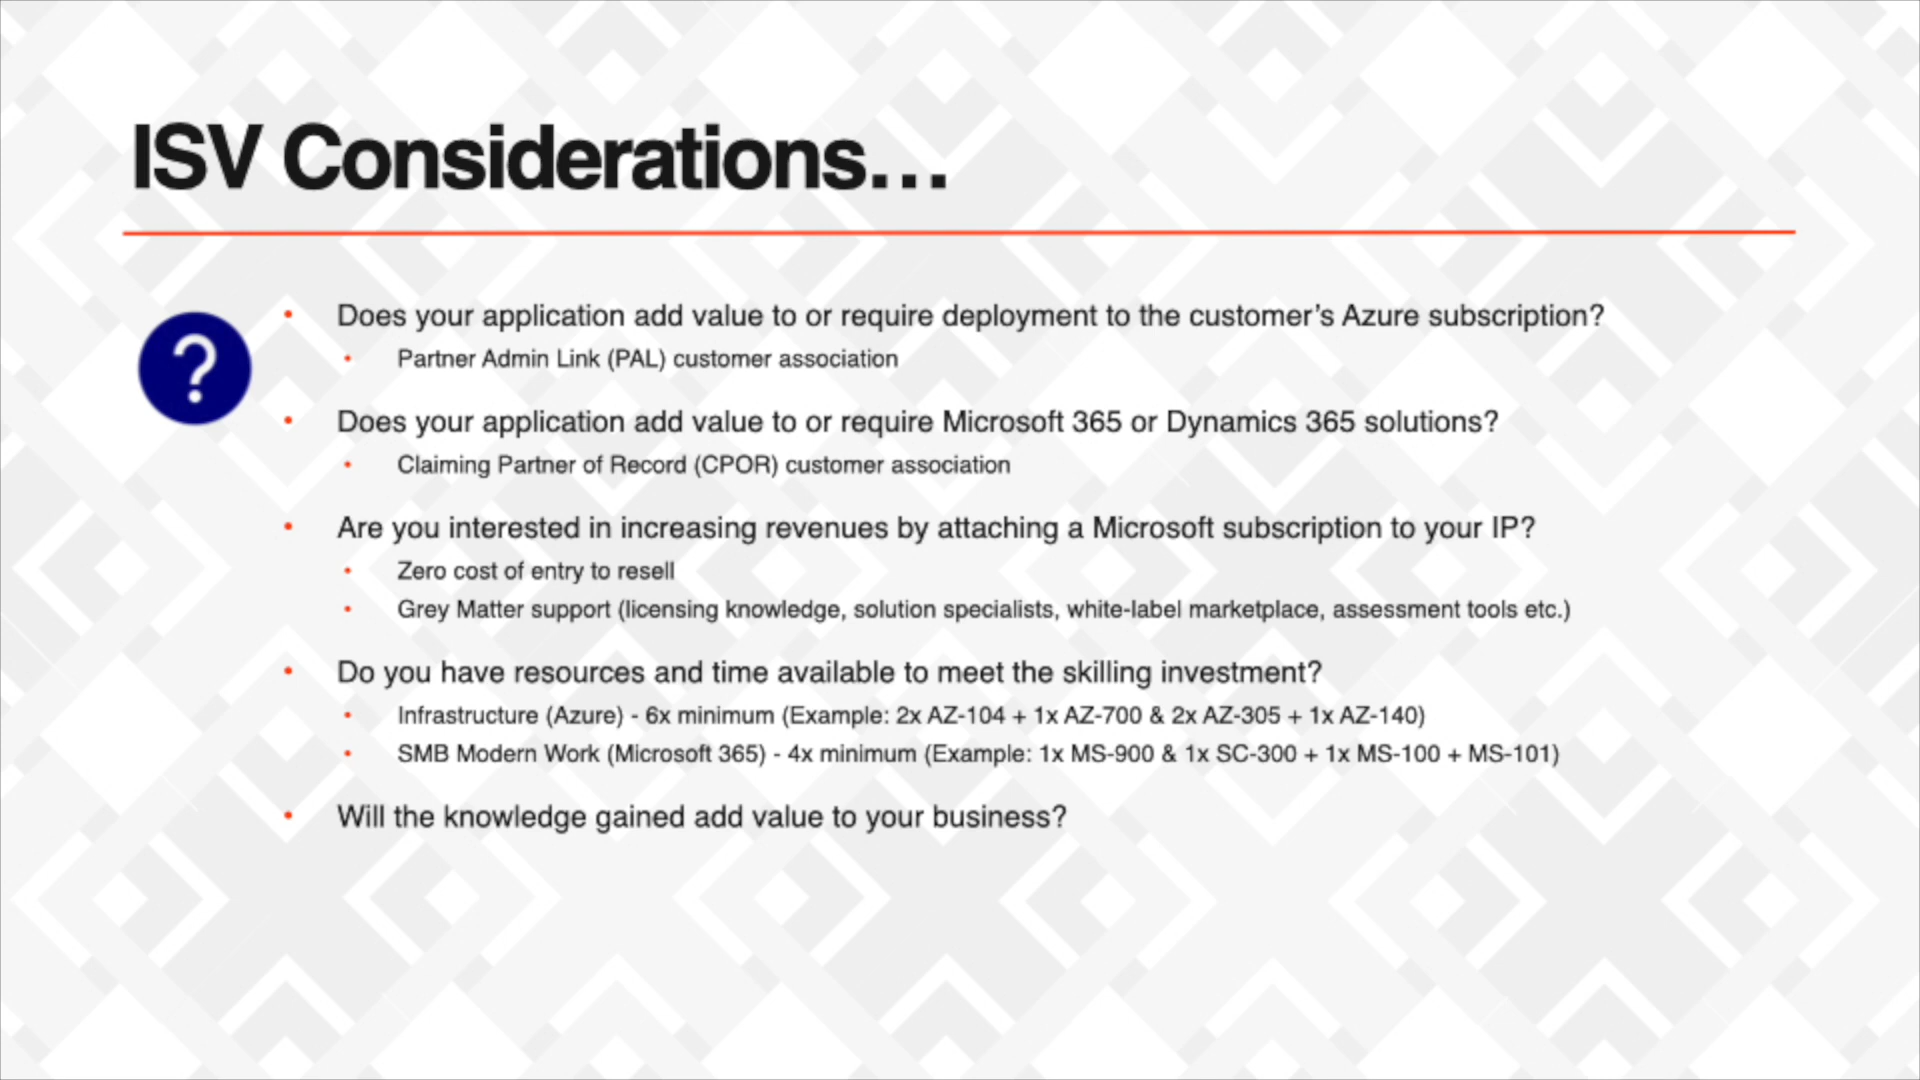 ISV Considerations…
?
• Does your application add value to or require deployment to the customer’s Azure subscription?
• Partner Admin Link (PAL) customer association
• Does your application add value to or require Microsoft 365 or Dynamics 365 solutions?
• Claiming Partner of Record (CPOR) customer association
• Are you interested in increasing revenues by attaching a Microsoft subscription to your IP?
• Zero cost of entry to resell
• Grey Matter support (licensing knowledge, solution specialists, white-label marketplace, assessment tools etc.)
• Do you have resources and time available to meet the skilling investment?
• Infrastructure (Azure) - 6x minimum (Example: 2x AZ-104 + 1x AZ-700 & 2x AZ-305 + 1x AZ-140)
• SMB Modern Work (Microsoft 365) - 4x minimum (Example: 1x MS-900 & 1x SC-300 + 1x MS-100 + MS-101)
• Will the knowledge gained add value to your business?